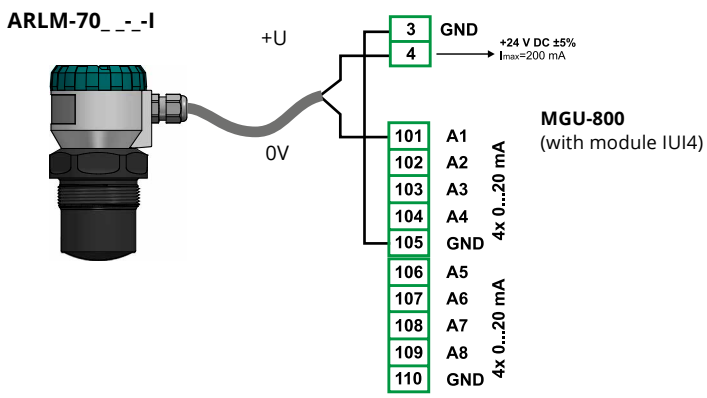 ARLM-70_ _-_-I
+U
0V
3 GND
4
+24 V DC ±5%
Imax=200 mA
MGU-800
(with module IUI4)
101 A1
102 A2
103 A3
104 A4
105 GND
4x 0...20 mA
106 A5
107 A6
108 A7
109 A8
110 GND
4x 0...20 mA